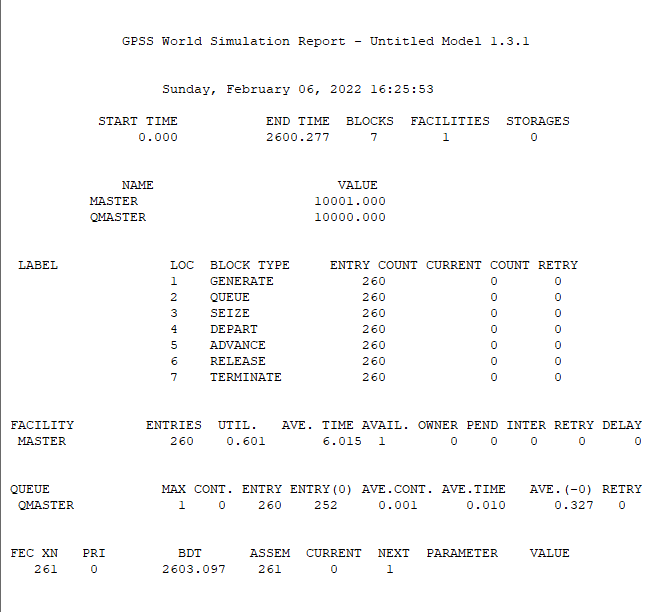 GPSS World Simulation Report - Untitled Model 1.3.1
Sunday, February 06, 2022 16:25:53
START TIME END TIME BLOCKS FACILITIES STORAGES
0.000 2600.277 7 1 0
NAME VALUE
MASTER 10001.000
QMASTER 10000.000
LABEL LOC BLOCK TYPE ENTRY COUNT CURRENT COUNT RETRY
1 GENERATE 260 0 0
2 QUEUE 260 0 0
3 SEIZE 260 0 0
4 DEPART 260 0 0
5 ADVANCE 260 0 0
6 RELEASE 260 0 0
7 TERMINATE 260 0 0
FACILITY ENTRIES UTIL. AVE. TIME AVAIL. OWNER PEND INTER RETRY DELAY
MASTER 260 0.601 6.015 1 0 0 0 0 0
QUEUE MAX CONT. ENTRY ENTRY(0) AVE.CONT. AVE.TIME AVE.(-0) RETRY
QMASTER 1 0 260 252 0.001 0.010 0.327 0
FEC XN PRI BDT ASSEM CURRENT NEXT PARAMETER VALUE
261 0 2603.097 261 0 1